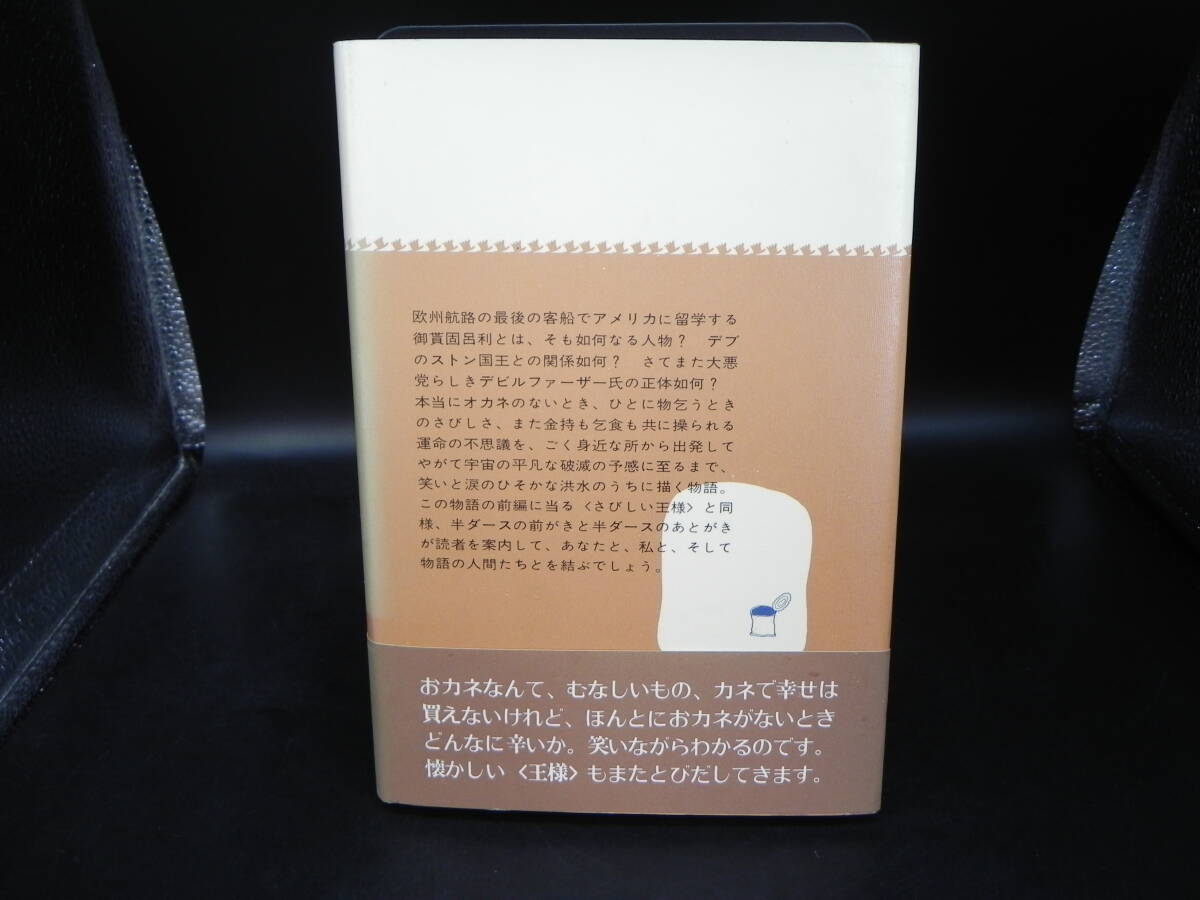 欧州航路の最後の客船でアメリカに留学する
御貰固呂利とは、そも如何なる人物？　デブ
のストン国王との関係如何？　さてまた大悪
党らしきデビルファーザー氏の正体如何？
本当にオカネのないとき、ひとに物乞うとき
のさびしさ、また金持も乞食も共に操られる
運命の不思議を、ごく身近な所から出発して
やがて宇宙の平凡な破滅の予感に至るまで、
笑いと涙のひそかな洪水のうちに描く物語。
この物語の前編に当る〈さびしい王様〉と同
様、半ダースの前がきと半ダースのあとがき
が読者を案内して、あなたと、私と、そして
物語の人間たちとを結ぶでしょう。
おカネなんて、むなしいもの、カネで幸せは
買えないけれど、ほんとにおカネがないとき
どんなに辛いか。笑いながらわかるのです。
懐かしい〈王様〉もまたとびだしてきます。